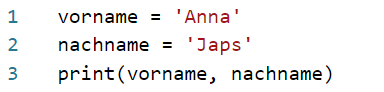 1 vorname = 'Anna'
2 nachname = 'Japs'
3 print(vorname, nachname)